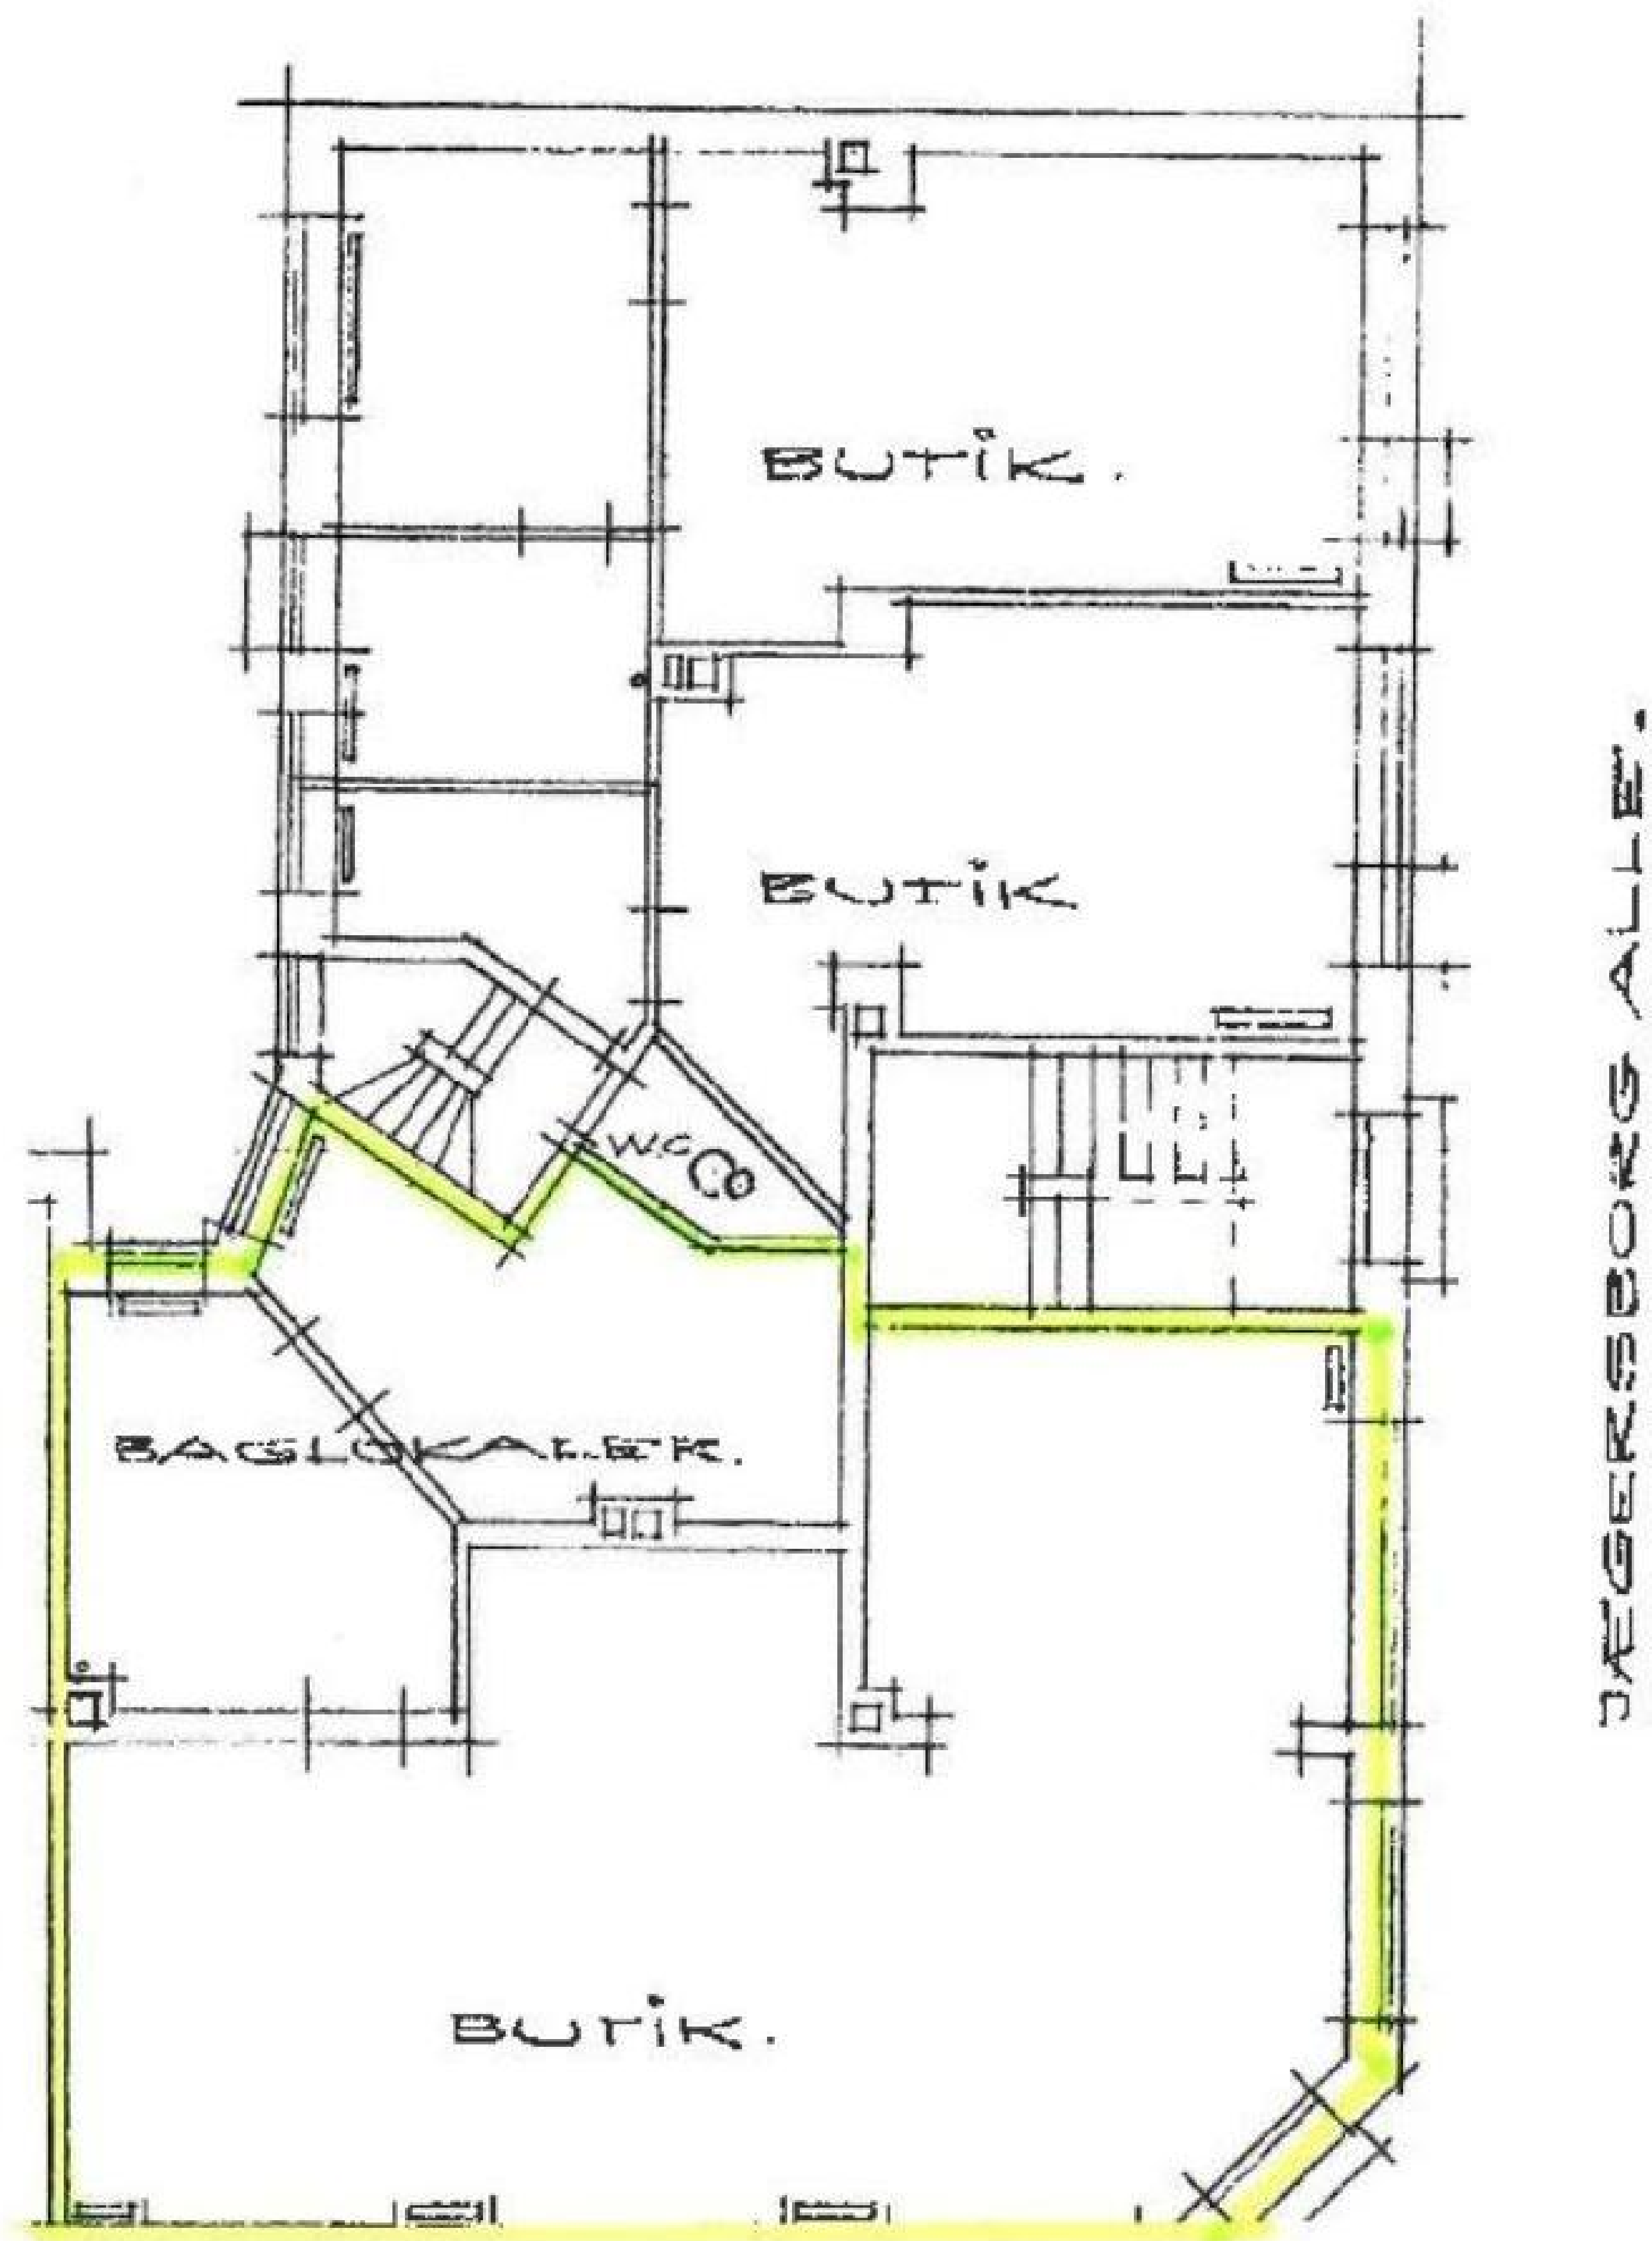 BUTIK.
BUTIK
W.C
BAGLOKALER.
BUTIK.
JÆGERSBORG ALLE.